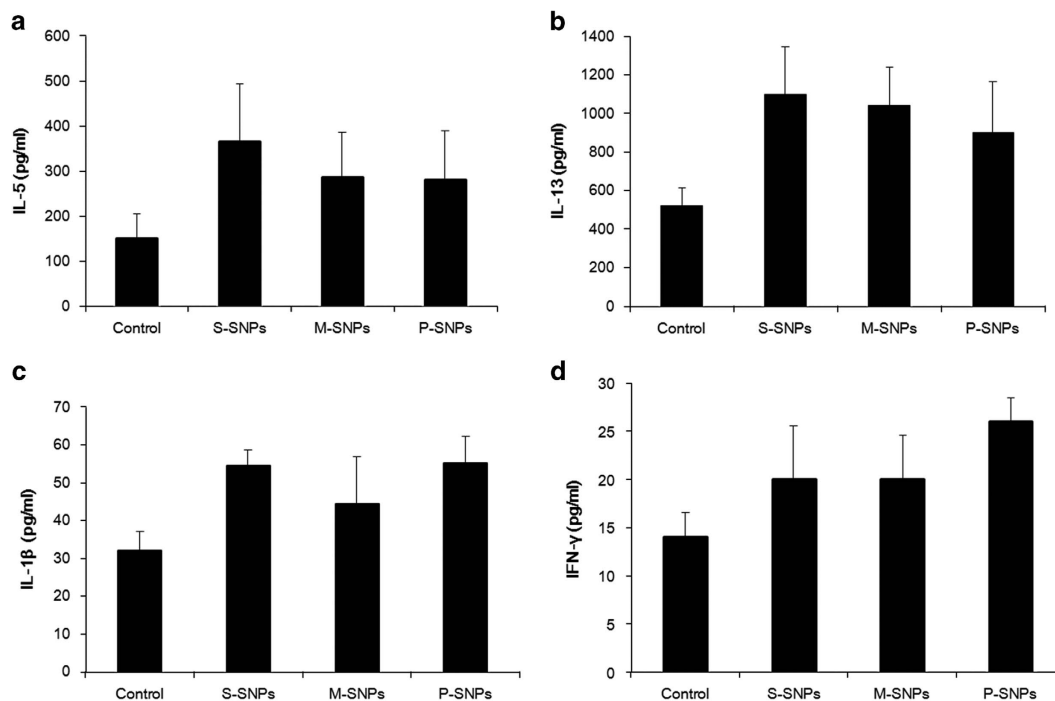 a
IL-5 (pg/ml)
600
500
400
300
200
100
0
Control S-SNPs M-SNPs P-SNPs
b
IL-13 (pg/ml)
1400
1200
1000
800
600
400
200
0
Control S-SNPs M-SNPs P-SNPs
c
IL-1β (pg/ml)
70
60
50
40
30
20
10
0
Control S-SNPs M-SNPs P-SNPs
d
IFN-γ (pg/ml)
30
25
20
15
10
5
0
Control S-SNPs M-SNPs P-SNPs